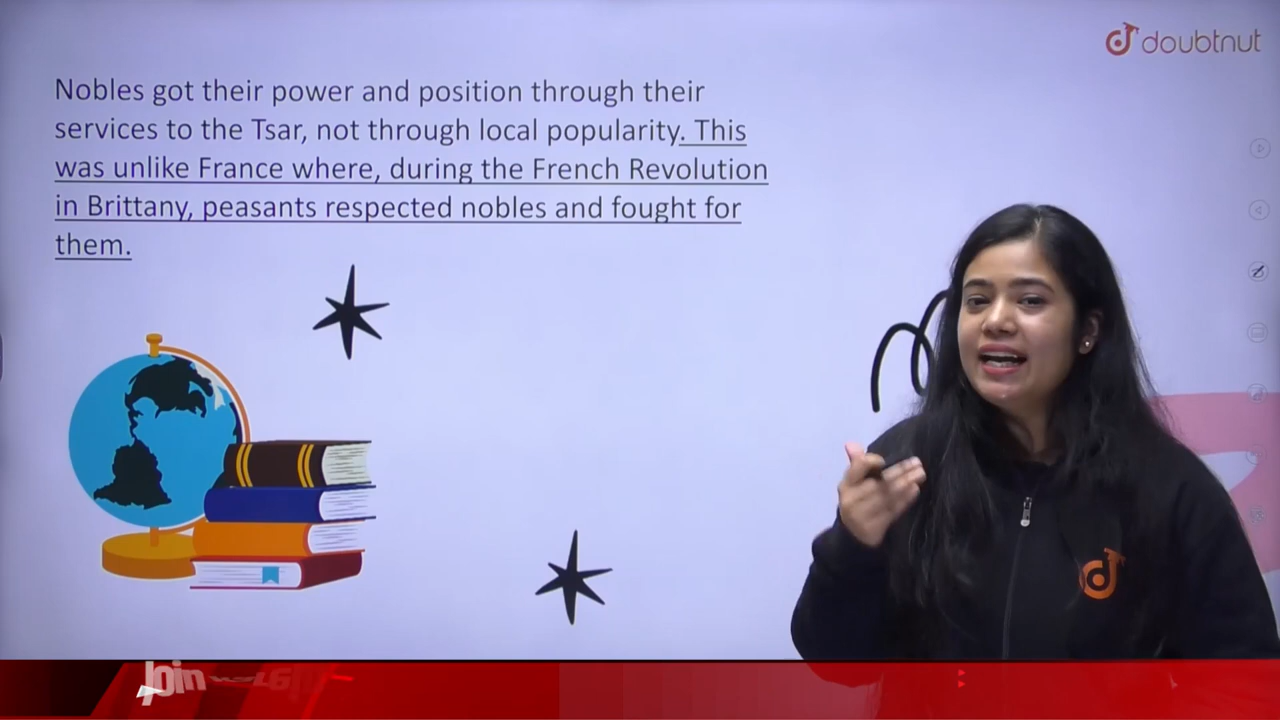 doubtnut
Nobles got their power and position through their
services to the Tsar, not through local popularity. This
was unlike France where, during the French Revolution
in Brittany, peasants respected nobles and fought for
them.
Join